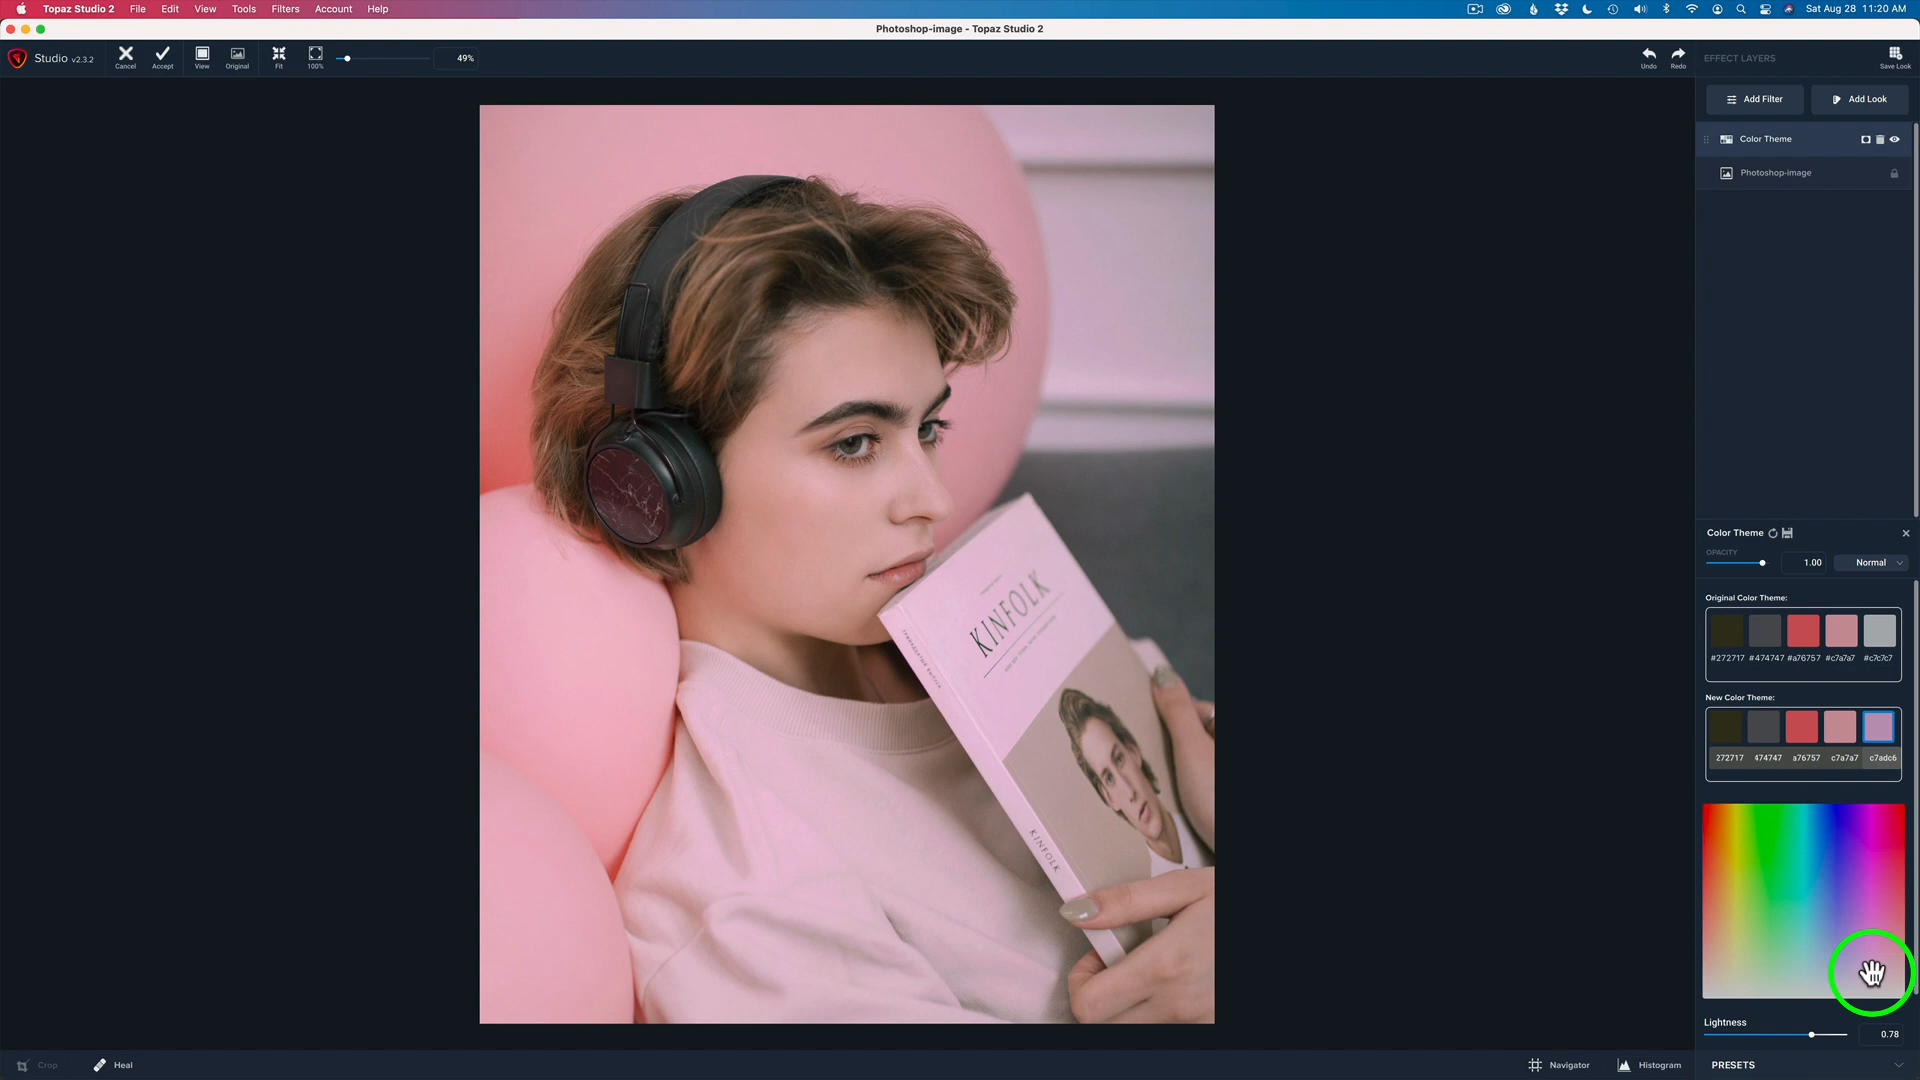 Topaz Studio 2 File Edit View Tools Filters Account Help Sat Aug 28 11:20 AM
Photoshop-image - Topaz Studio 2
Studio v2.3.2 Cancel Accept View Original Fit 100% 49% Undo Redo EFFECT LAYERS Save Look
Add Filter Add Look
Color Theme
Photoshop-image
KINFOLK
KINFOLK
Color Theme
OPACITY 1.00 Normal
Original Color Theme:
#272717 #474747 #a76757 #c7a7a7 #c7c7c7
New Color Theme:
272717 474747 a76757 c7a7a7 c7adc6
Lightness
0.78
Crop Heal Navigator Histogram PRESETS